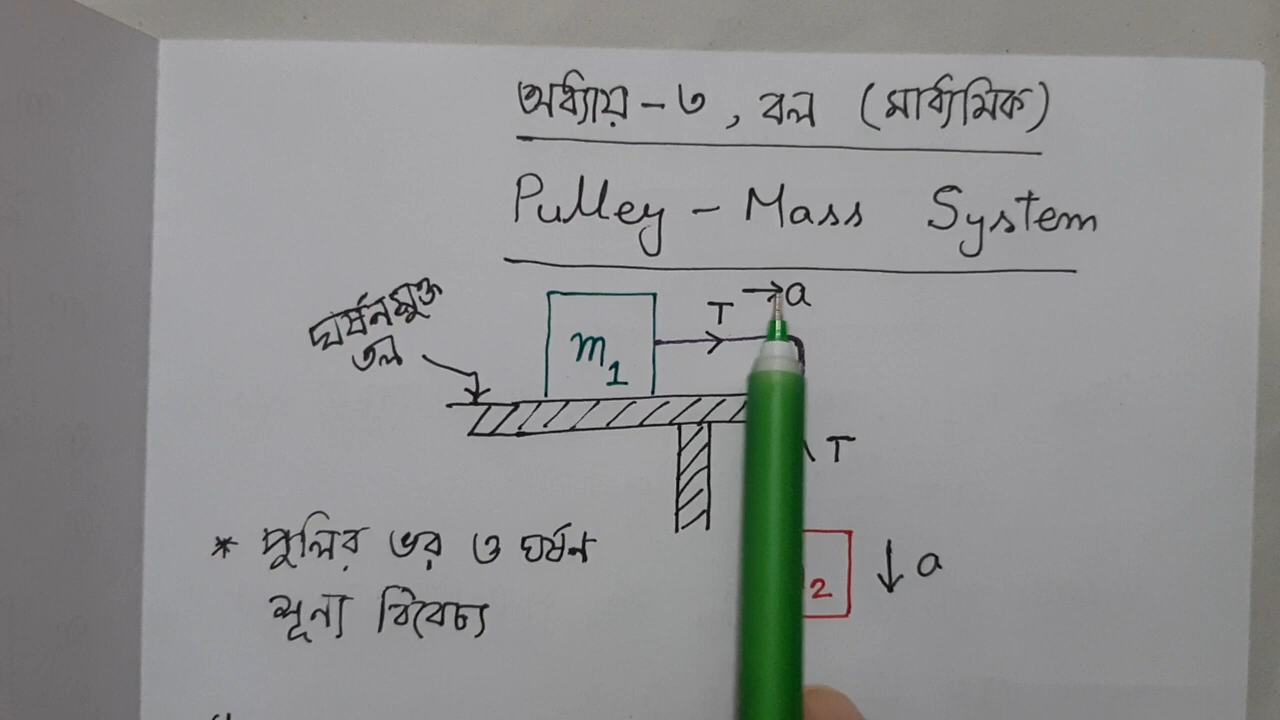 অধ্যায় - ৩, বল (মাধ্যমিক)
Pulley - Mass System
ঘর্ষনমুক্ত
তল
m1
T
a
T
2
a
* পুলির ভর ও ঘর্ষন
শূন্য বিবেচ্য